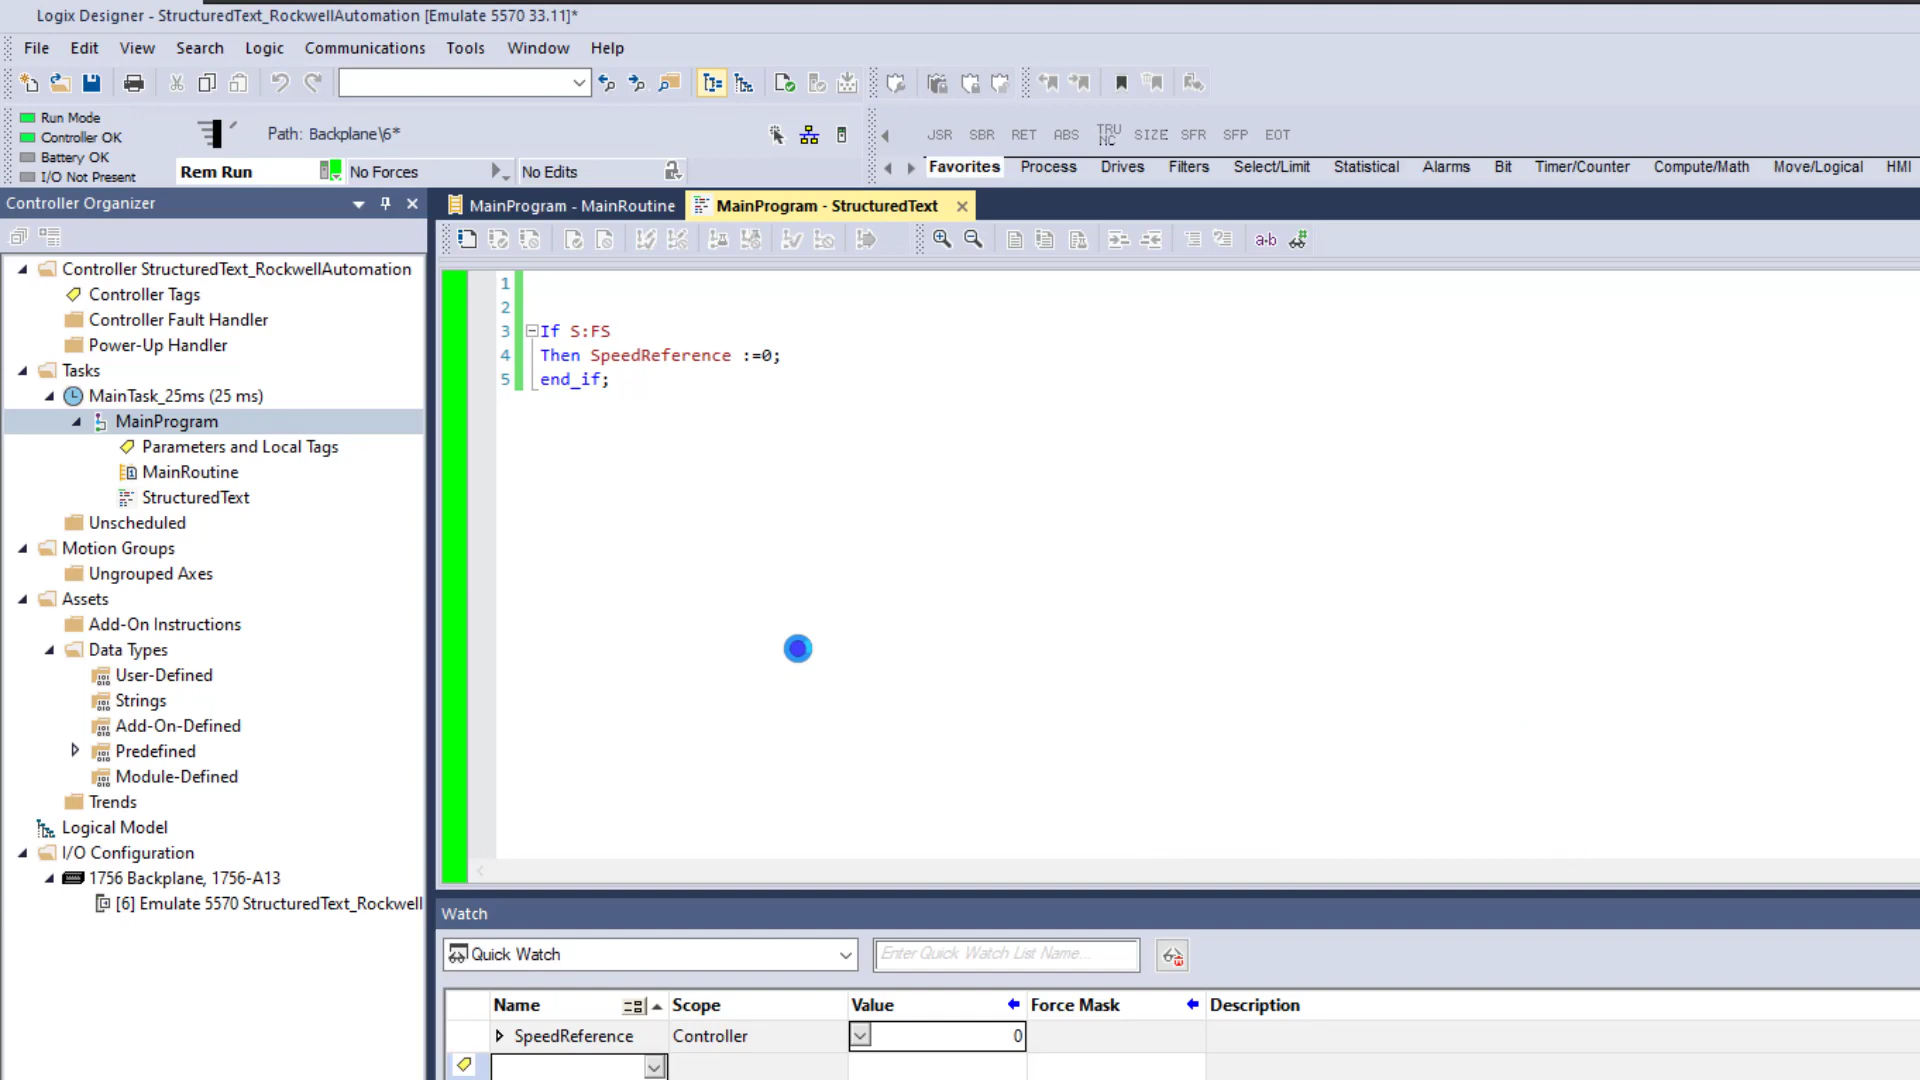 Logix Designer - StructuredText_RockwellAutomation [Emulate 5570 33.11]*
File Edit View Search Logic Communications Tools Window Help
Run Mode
Controller OK
Battery OK
I/O Not Present
Path: Backplane\6*
Rem Run No Forces No Edits
JSR SBR RET ABS TRUNC SIZE SFR SFP EOT
Favorites Process Drives Filters Select/Limit Statistical Alarms Bit Timer/Counter Compute/Math Move/Logical HMI
Controller Organizer
Controller StructuredText_RockwellAutomation
Controller Tags
Controller Fault Handler
Power-Up Handler
Tasks
MainTask_25ms (25 ms)
MainProgram
Parameters and Local Tags
MainRoutine
StructuredText
Unscheduled
Motion Groups
Ungrouped Axes
Assets
Add-On Instructions
Data Types
User-Defined
Strings
Add-On-Defined
Predefined
Module-Defined
Trends
Logical Model
I/O Configuration
1756 Backplane, 1756-A13
[6] Emulate 5570 StructuredText_Rockwell
MainProgram - MainRoutine MainProgram - StructuredText
a-b
1
2
3 If S:FS
4 Then SpeedReference :=0;
5 end_if;
Watch
Quick Watch Enter Quick Watch List Name...
Name Scope Value Force Mask Description
SpeedReference Controller 0